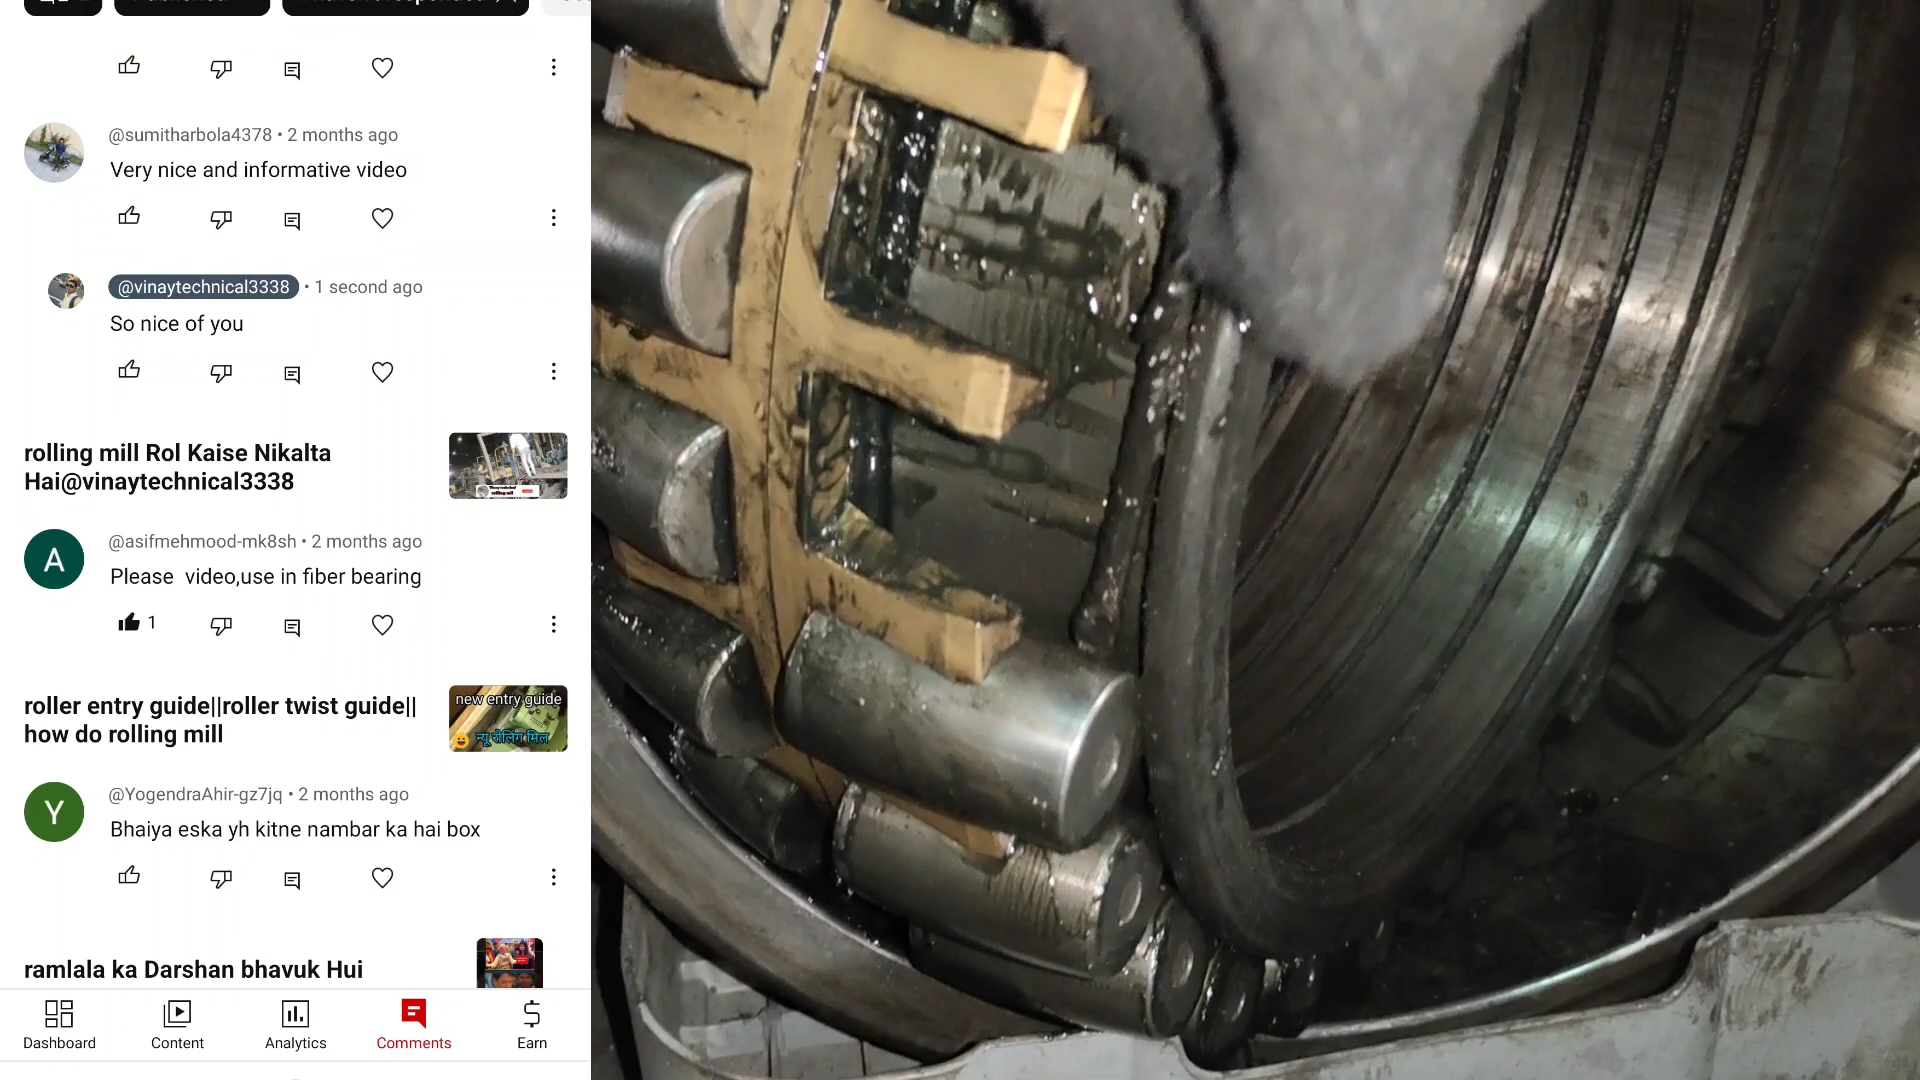 @sumitharbola4378 • 2 months ago
Very nice and informative video
@vinaytechnical3338 • 1 second ago
So nice of you
rolling mill Rol Kaise Nikalta
Hai@vinaytechnical3338
@asifmehmood-mk8sh • 2 months ago
A
Please  video,use in fiber bearing
1
roller entry guide||roller twist guide||
how do rolling mill
new entry guide
न्यू रोलिंग मिल
@YogendraAhir-gz7jq • 2 months ago
Y
Bhaiya eska yh kitne nambar ka hai box
ramlala ka Darshan bhavuk Hui
Dashboard
Content
Analytics
Comments
Earn